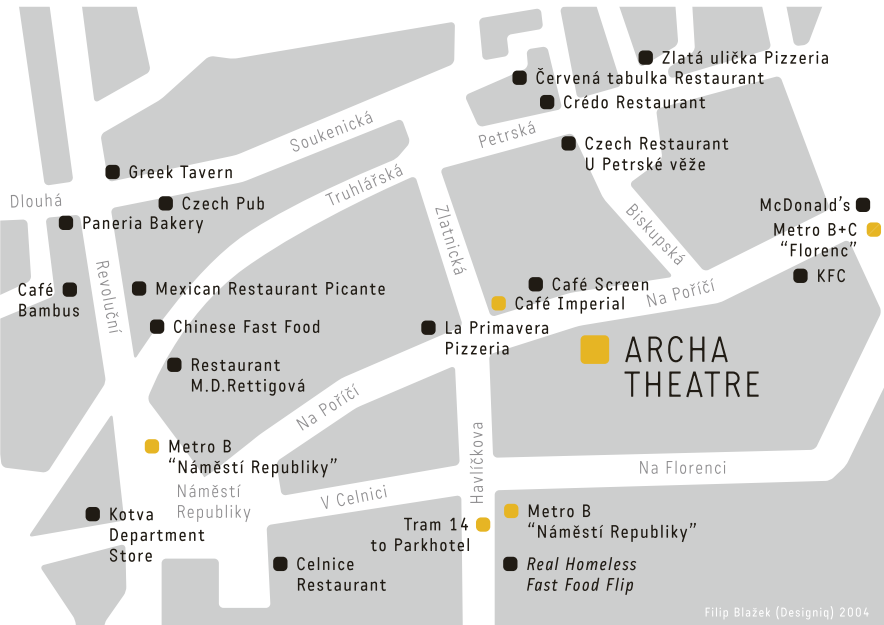 Zlatá ulička Pizzeria
Červená tabulka Restaurant
Crédo Restaurant
Soukenická
Petrská
Czech Restaurant
U Petrské věže
Greek Tavern
Truhlářská
Dlouhá
Czech Pub
Paneria Bakery
Zlatnická
Biskupská
McDonald's
Metro B+C
“Florenc”
KFC
Revoluční
Café
Bambus
Mexican Restaurant Picante
Café Screen
Café Imperial
Na Poříčí
Chinese Fast Food
La Primavera
Pizzeria
ARCHA
THEATRE
Restaurant
M.D.Rettigová
Na Poříčí
Metro B
“Náměstí Republiky”
Náměstí
Republiky
V Celnici
Havlíčkova
Na Florenci
Kotva
Department
Store
Tram 14
to Parkhotel
Metro B
“Náměstí Republiky”
Celnice
Restaurant
Real Homeless
Fast Food Flip
Filip Blažek (Designiq) 2004